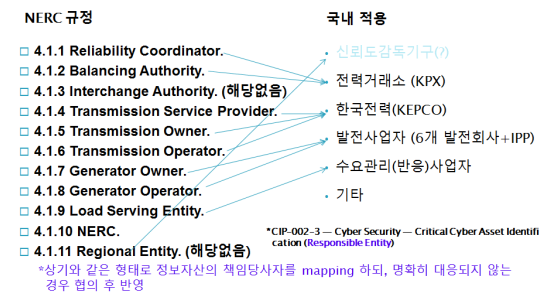 NERC 규정
국내 적용
4.1.1 Reliability Coordinator.
4.1.2 Balancing Authority.
4.1.3 Interchange Authority. (해당없음)
4.1.4 Transmission Service Provider.
4.1.5 Transmission Owner.
4.1.6 Transmission Operator.
4.1.7 Generator Owner.
4.1.8 Generator Operator.
4.1.9 Load Serving Entity.
4.1.10 NERC.
4.1.11 Regional Entity. (해당없음)
신뢰도감독기구(?)
전력거래소 (KPX)
한국전력(KEPCO)
발전사업자 (6개 발전회사+IPP)
수요관리(반응)사업자
기타
*CIP-002-3 — Cyber Security — Critical Cyber Asset Identifi
cation (Responsible Entity)
*상기와 같은 형태로 정보자산의 책임당사자를 mapping 하되, 명확히 대응되지 않는
경우 협의 후 반영